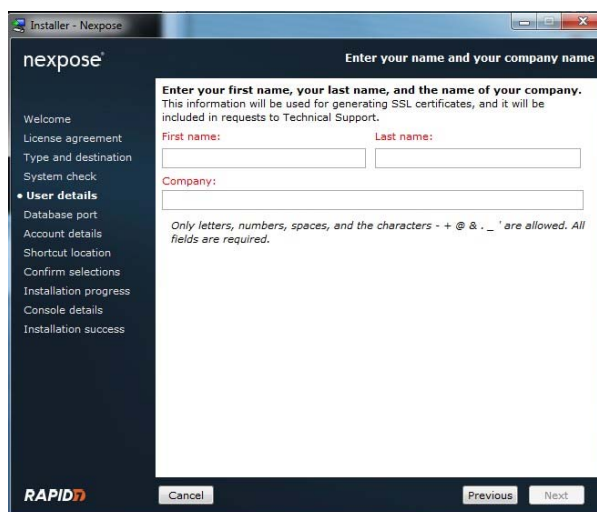 Installer - Nexpose
nexpose
Enter your name and your company name
Enter your first name, your last name, and the name of your company.
This information will be used for generating SSL certificates, and it will be
included in requests to Technical Support.
First name:
Last name:
Company:
Only letters, numbers, spaces, and the characters - + @ & . _ ' are allowed. All
fields are required.
Welcome
License agreement
Type and destination
System check
• User details
Database port
Account details
Shortcut location
Confirm selections
Installation progress
Console details
Installation success
RAPID7
Cancel
Previous
Next